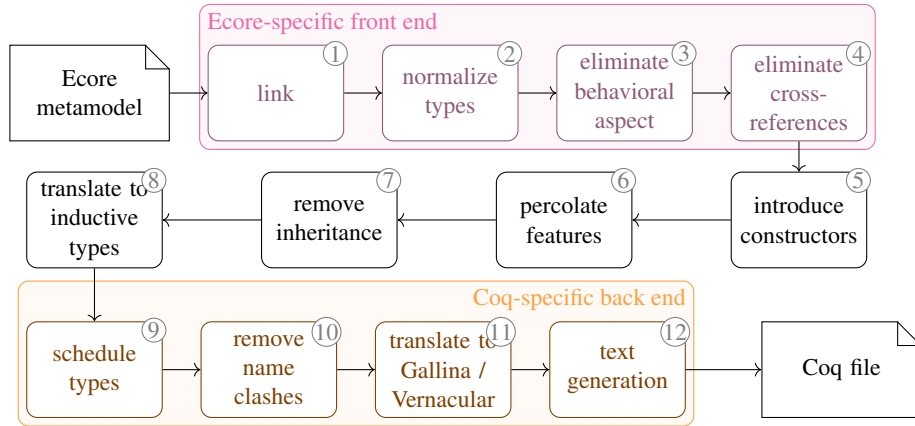 Ecore-specific front end
Ecore
metamodel
1
link
2
normalize
types
3
eliminate
behavioral
aspect
4
eliminate
cross-
references
8
translate to
inductive
types
7
remove
inheritance
6
percolate
features
5
introduce
constructors
Coq-specific back end
9
schedule
types
10
remove
name
clashes
11
translate to
Gallina /
Vernacular
12
text
generation
Coq file